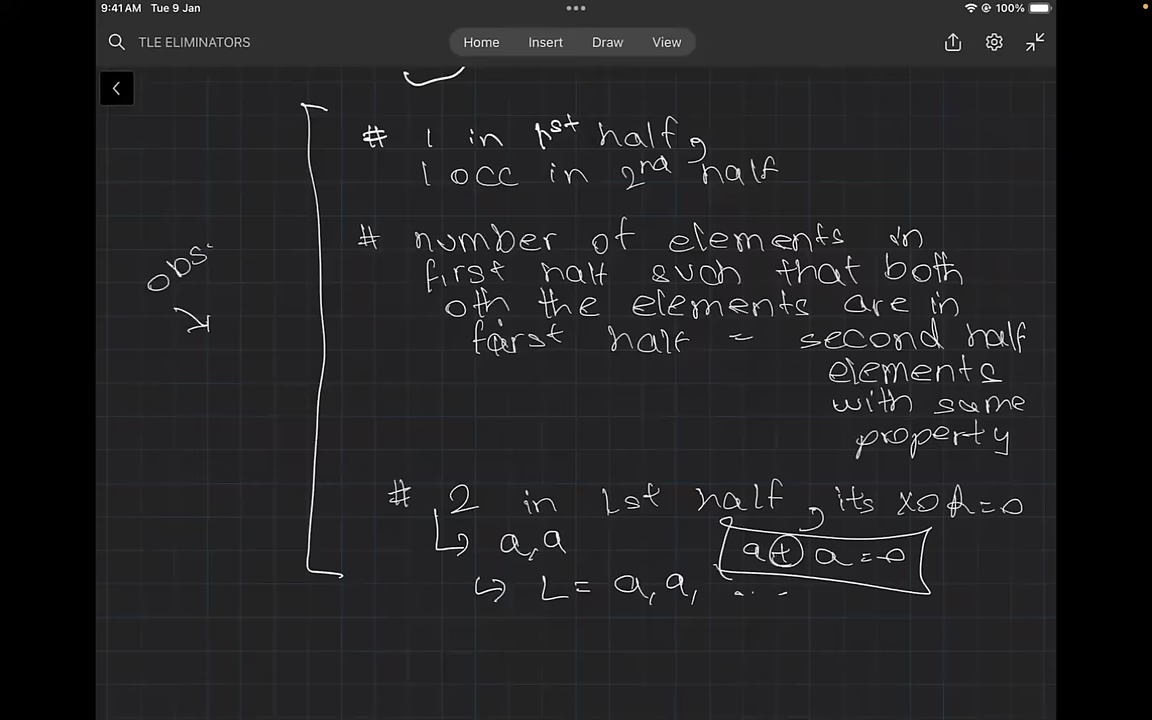 9:41 AM Tue 9 Jan
100%
TLE ELIMINATORS
Home Insert Draw View
# 1 in 1st half,
1 occ in 2nd half
obs
# number of elements in
first half such that both
oth the elements are in
first half = second half
elements
with same
property
# 2 in 1st half, its XOR=0
a, a
a ⊕ a = 0
L = a, a, ...